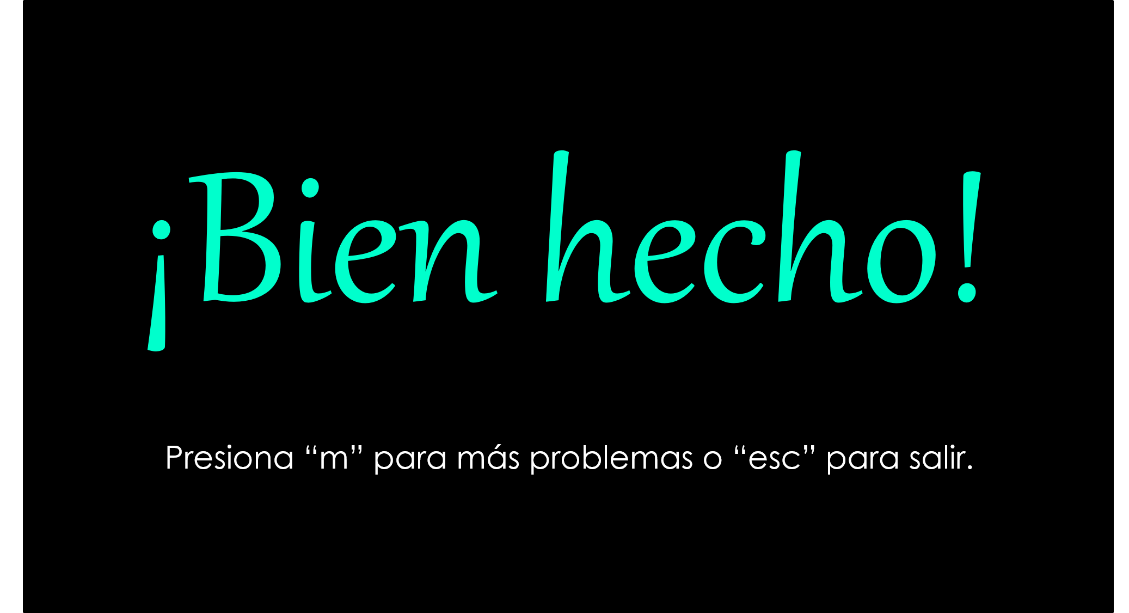 ¡Bien hecho!
Presiona “m” para más problemas o “esc” para salir.